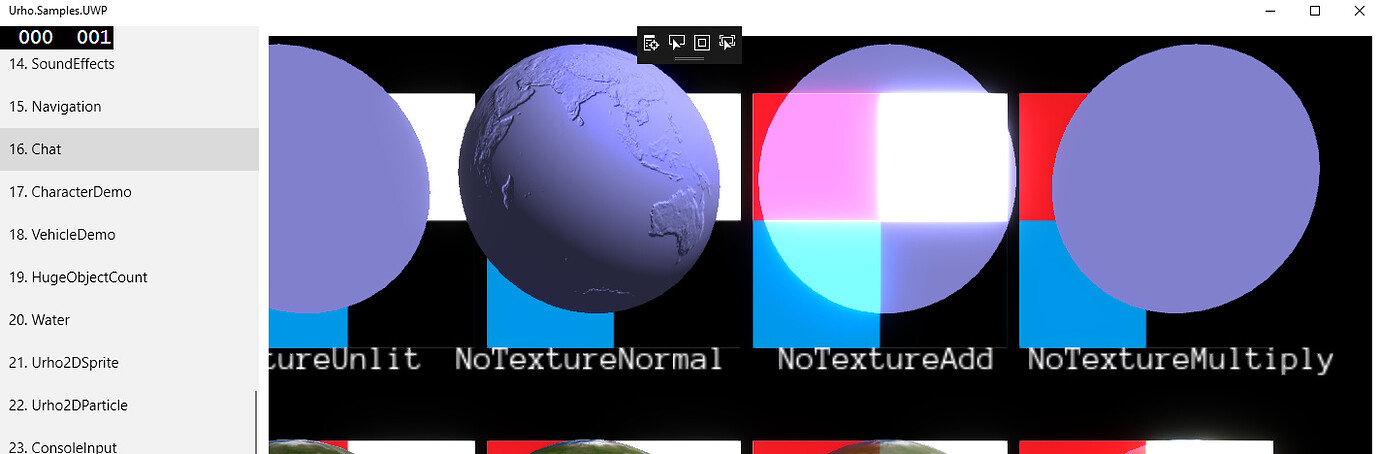 Urho.Samples.UWP
000 001
14. SoundEffects
15. Navigation
16. Chat
17. CharacterDemo
18. VehicleDemo
19. HugeObjectCount
20. Water
21. Urho2DSprite
22. Urho2DParticle
23. ConsoleInput
tureUnlit NoTextureNormal NoTextureAdd NoTextureMultiply